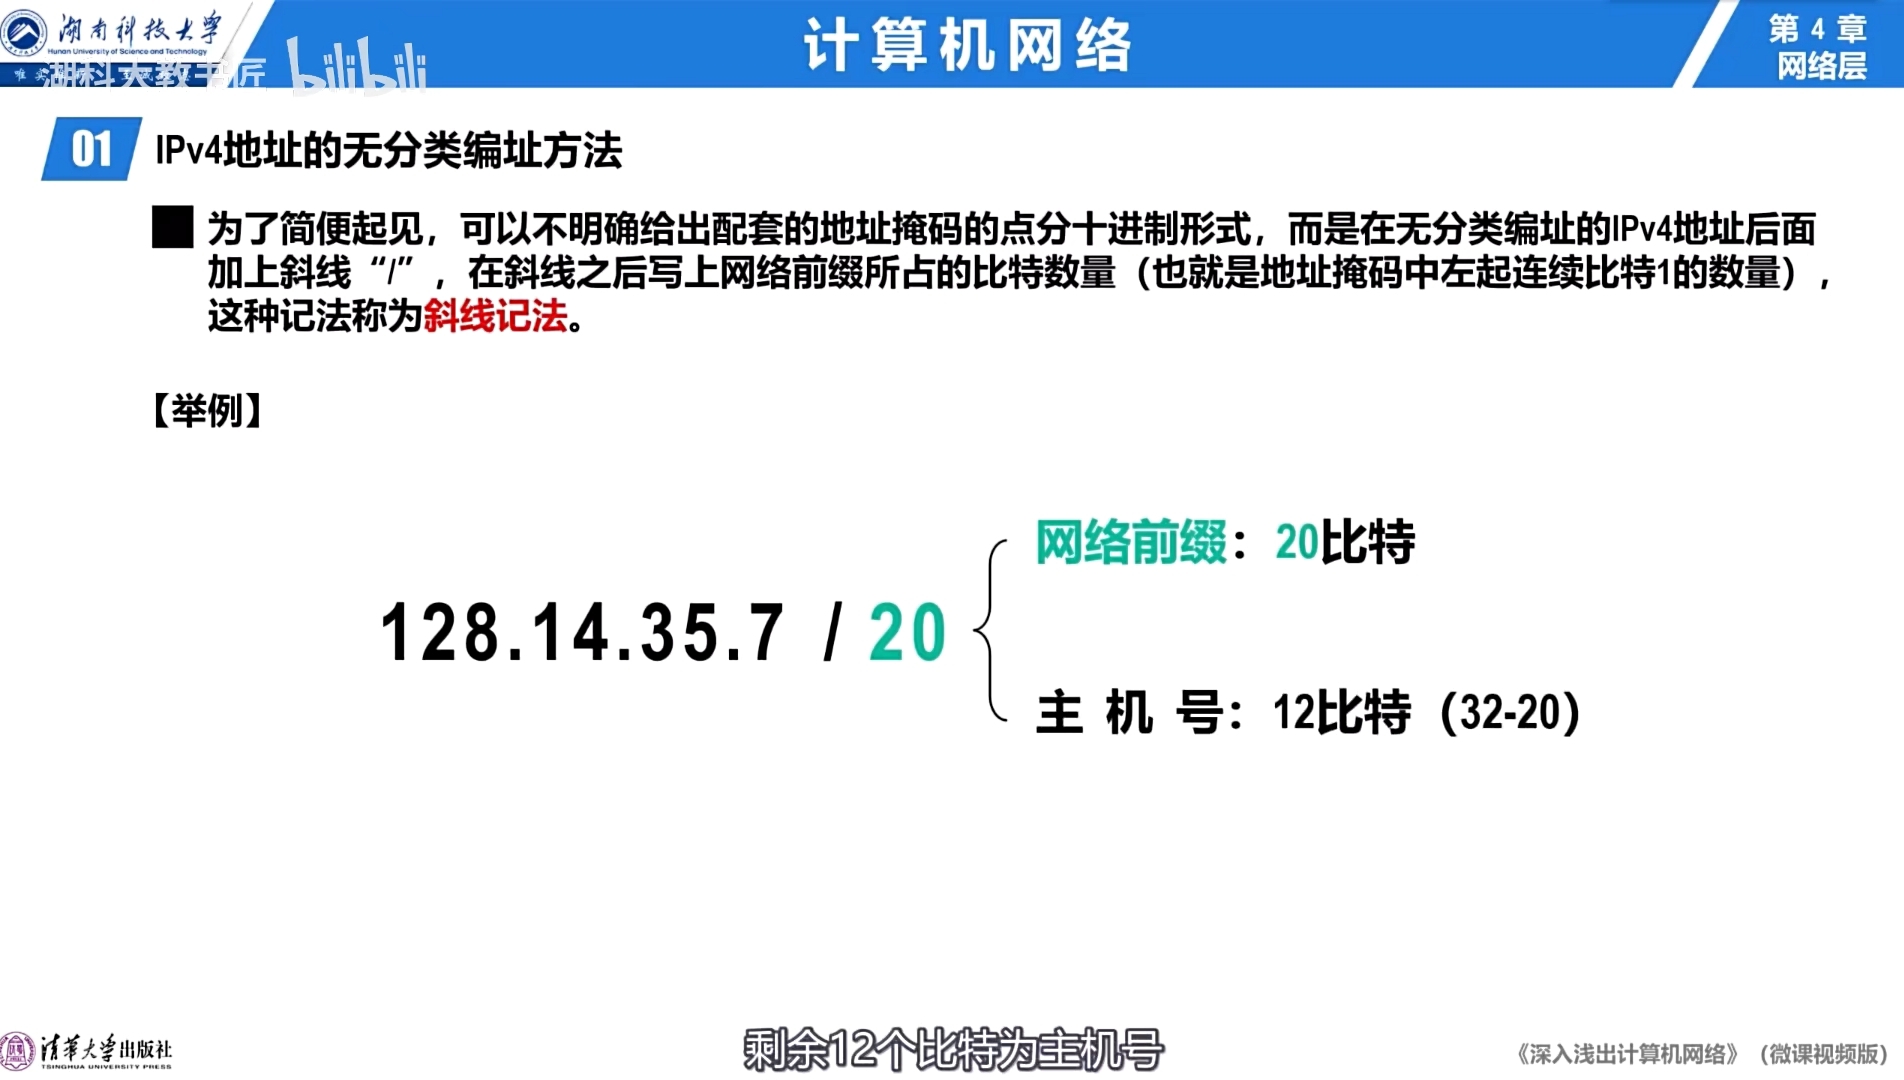 湖南科技大学
Hunan University of Science and Technology
湖科大教书匠 bilibili
计算机网络
第 4 章
网络层
01 IPv4地址的无分类编址方法
为了简便起见，可以不明确给出配套的地址掩码的点分十进制形式，而是在无分类编址的IPv4地址后面
加上斜线“/”，在斜线之后写上网络前缀所占的比特数量（也就是地址掩码中左起连续比特1的数量），
这种记法称为斜线记法。
【举例】
网络前缀：20比特
128.14.35.7 / 20
主 机 号：12比特（32-20）
剩余12个比特为主机号
清华大学出版社
TSINGHUA UNIVERSITY PRESS
《深入浅出计算机网络》（微课视频版）